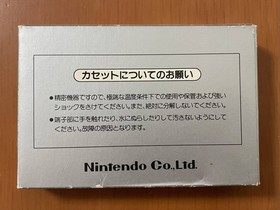 カセットについてのお願い
●精密機器ですので、極端な温度条件下での使用や保管および強い
ショックをさけてください。また、絶対に分解しないでください。
●端子部に手を触れたり、水にぬらしたりして汚さないようにして
ください。故障の原因となります。
Nintendo Co.,Ltd.